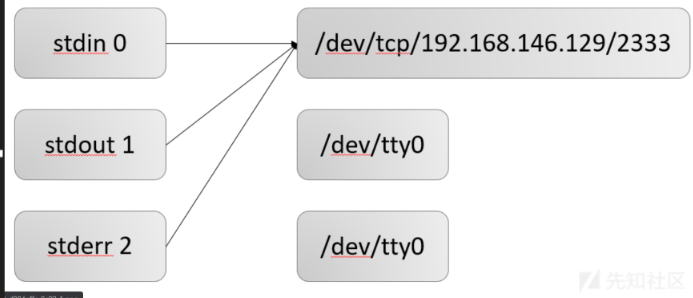 stdin 0
/dev/tcp/192.168.146.129/2333
stdout 1
/dev/tty0
stderr 2
/dev/tty0
先知社区